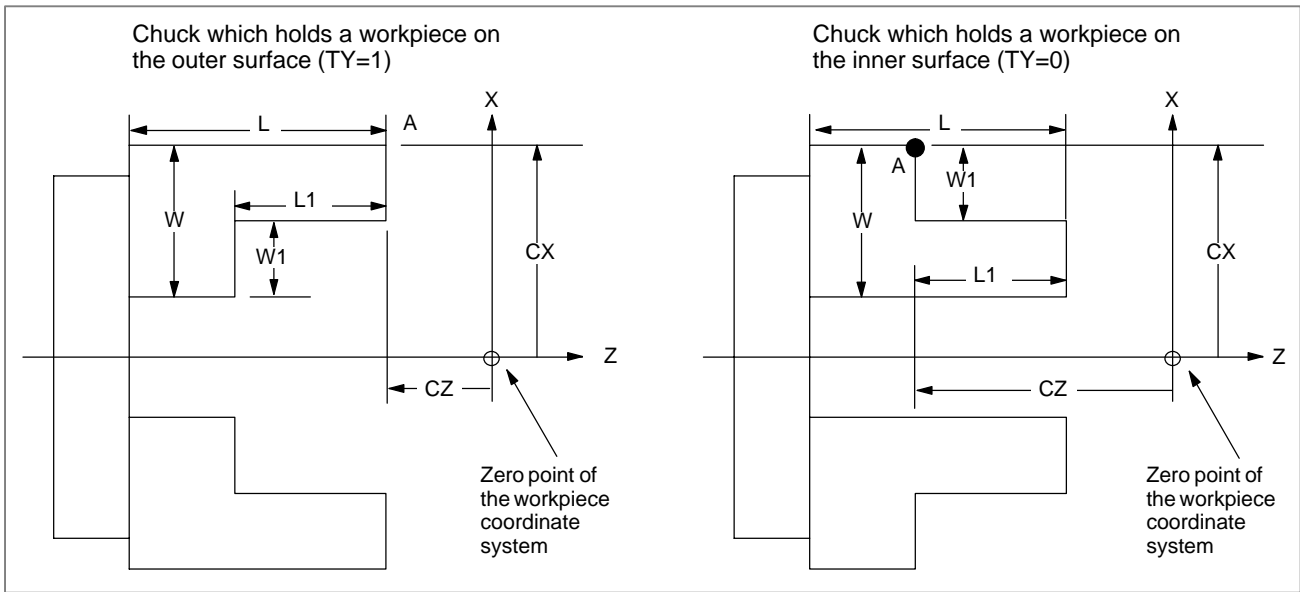 Chuck which holds a workpiece on
the outer surface (TY=1)
X
L
A
L1
W
W1
CX
Z
CZ
Zero point of
the workpiece
coordinate
system
Chuck which holds a workpiece on
the inner surface (TY=0)
X
L
A
W1
W
CX
L1
Z
CZ
Zero point of
the workpiece
coordinate
system